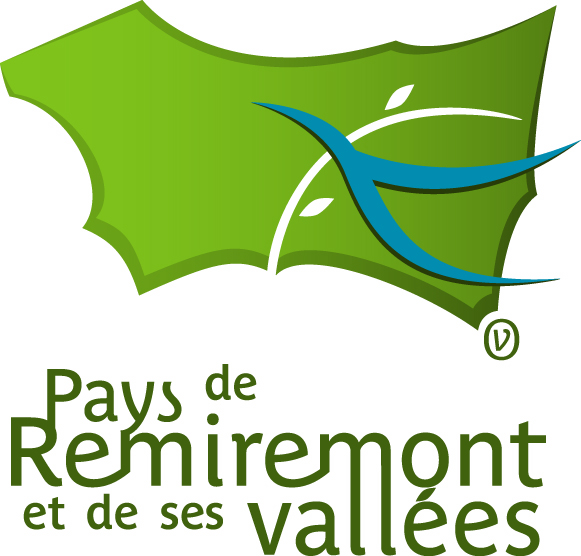 V
Pays de
Remiremont
et de ses vallées